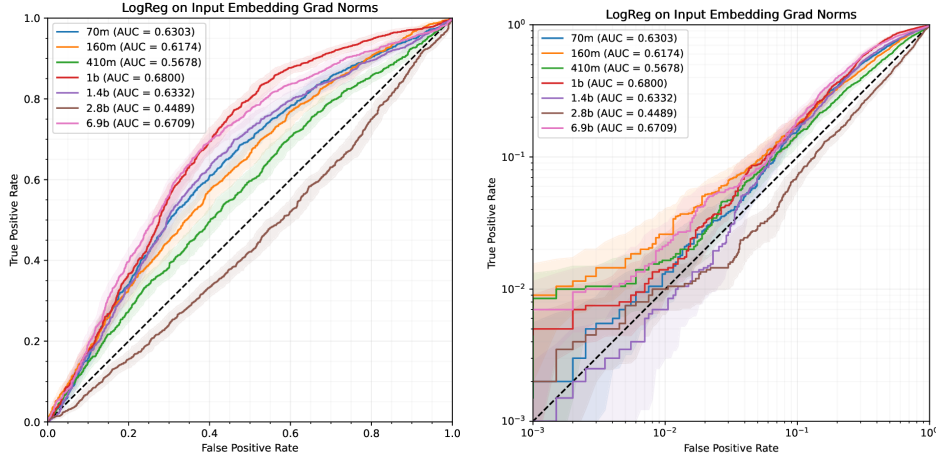 LogReg on Input Embedding Grad Norms
1.0
0.8
0.6
0.4
0.2
0.0
True Positive Rate
70m (AUC = 0.6303)
160m (AUC = 0.6174)
410m (AUC = 0.5678)
1b (AUC = 0.6800)
1.4b (AUC = 0.6332)
2.8b (AUC = 0.4489)
6.9b (AUC = 0.6709)
0.0 0.2 0.4 0.6 0.8 1.0
False Positive Rate
LogReg on Input Embedding Grad Norms
10⁰
10⁻¹
10⁻²
10⁻³
True Positive Rate
70m (AUC = 0.6303)
160m (AUC = 0.6174)
410m (AUC = 0.5678)
1b (AUC = 0.6800)
1.4b (AUC = 0.6332)
2.8b (AUC = 0.4489)
6.9b (AUC = 0.6709)
10⁻³ 10⁻² 10⁻¹ 10⁰
False Positive Rate